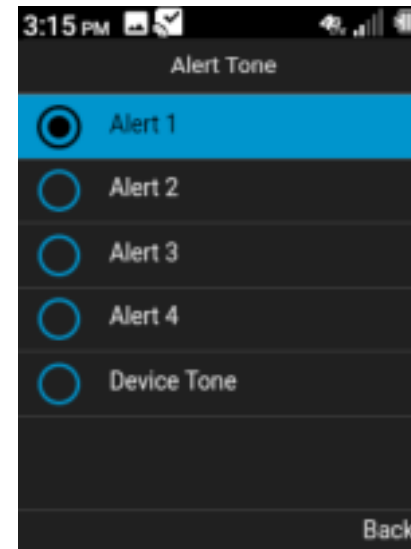 3:15 PM
Alert Tone
Alert 1
Alert 2
Alert 3
Alert 4
Device Tone
Back